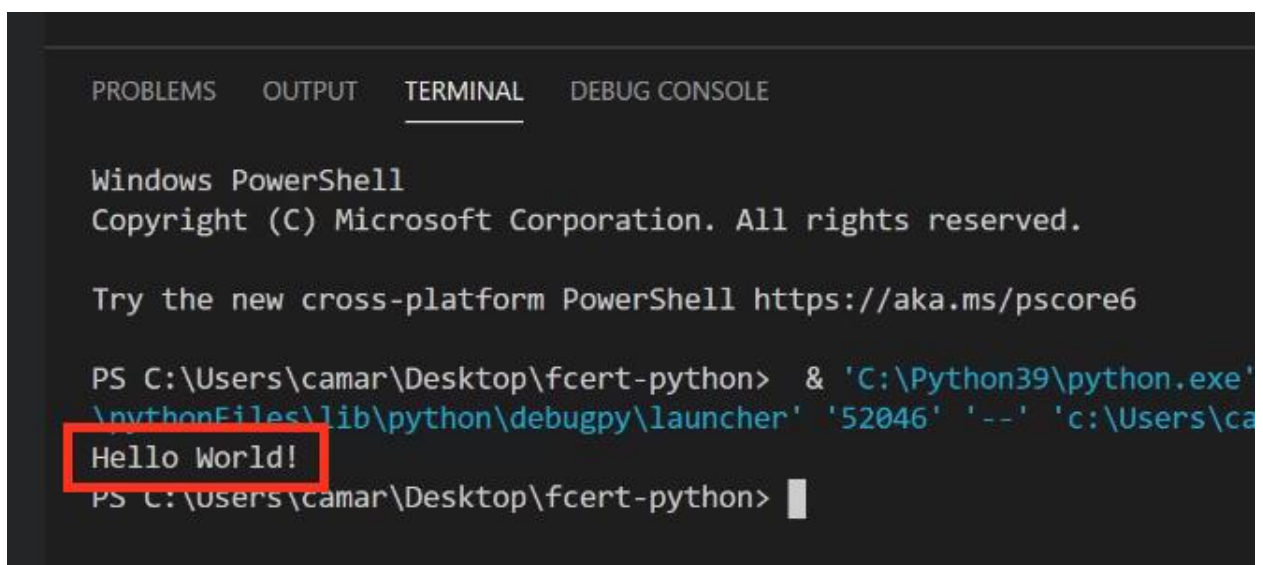 PROBLEMS OUTPUT TERMINAL DEBUG CONSOLE
Windows PowerShell
Copyright (C) Microsoft Corporation. All rights reserved.
Try the new cross-platform PowerShell https://aka.ms/pscore6
PS C:\Users\camar\Desktop\fcert-python> & 'C:\Python39\python.exe'
\pythonFiles\lib\python\debugpy\launcher' '52046' '--' 'c:\Users\ca
Hello World!
PS C:\Users\camar\Desktop\fcert-python>